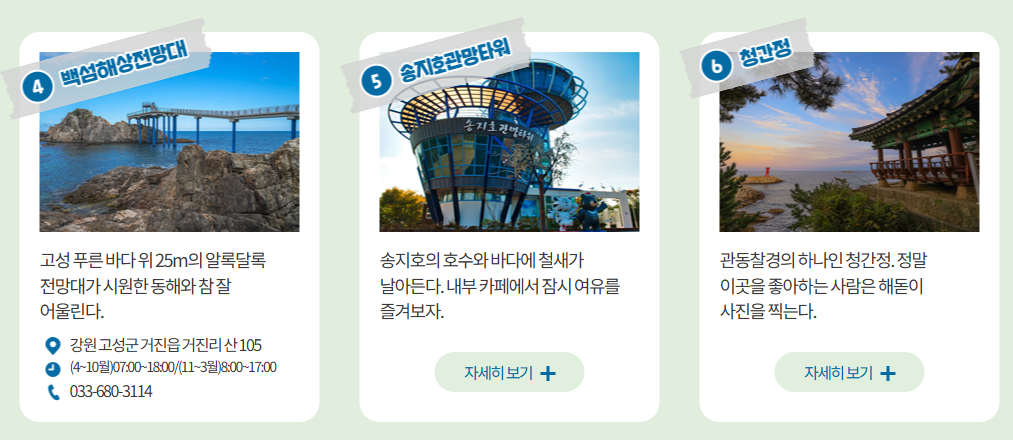 4 백섬해상전망대
고성 푸른 바다 위 25m의 알록달록
전망대가 시원한 동해와 참 잘
어울린다.
강원 고성군 거진읍 거진리 산 105
(4~10월)07:00~18:00/(11~3월)8:00~17:00
033-680-3114
5 송지호관망타워
송지호관망타워
송지호의 호수와 바다에 철새가
날아든다. 내부 카페에서 잠시 여유를
즐겨보자.
자세히 보기 +
6 청간정
관동찰경의 하나인 청간정. 정말
이곳을 좋아하는 사람은 해돋이
사진을 찍는다.
자세히 보기 +